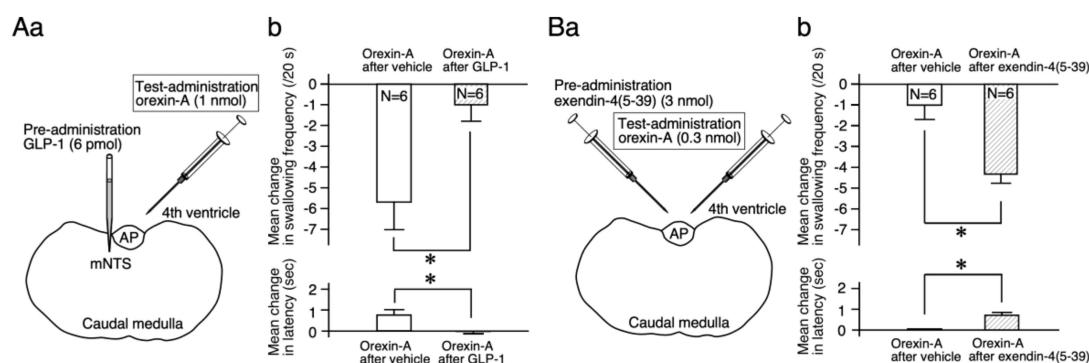 Aa
Test-administration
orexin-A (1 nmol)
Pre-administration
GLP-1 (6 pmol)
4th ventricle
AP
mNTS
Caudal medulla
b
Orexin-A
after vehicle
Orexin-A
after GLP-1
Mean change
in swallowing frequency (/20 s)
0
-1
-2
-3
-4
-5
-6
-7
N=6
N=6
*
*
Mean change
in latency (sec)
2
1
0
Orexin-A
after vehicle
Orexin-A
after GLP-1
Ba
Pre-administration
exendin-4(5-39) (3 nmol)
Test-administration
orexin-A (0.3 nmol)
4th ventricle
AP
Caudal medulla
b
Orexin-A
after vehicle
Orexin-A
after exendin-4(5-39)
Mean change
in swallowing frequency (/20 s)
0
-1
-2
-3
-4
-5
-6
-7
N=6
N=6
*
*
Mean change
in latency (sec)
2
1
0
Orexin-A
after vehicle
Orexin-A
after exendin-4(5-39)